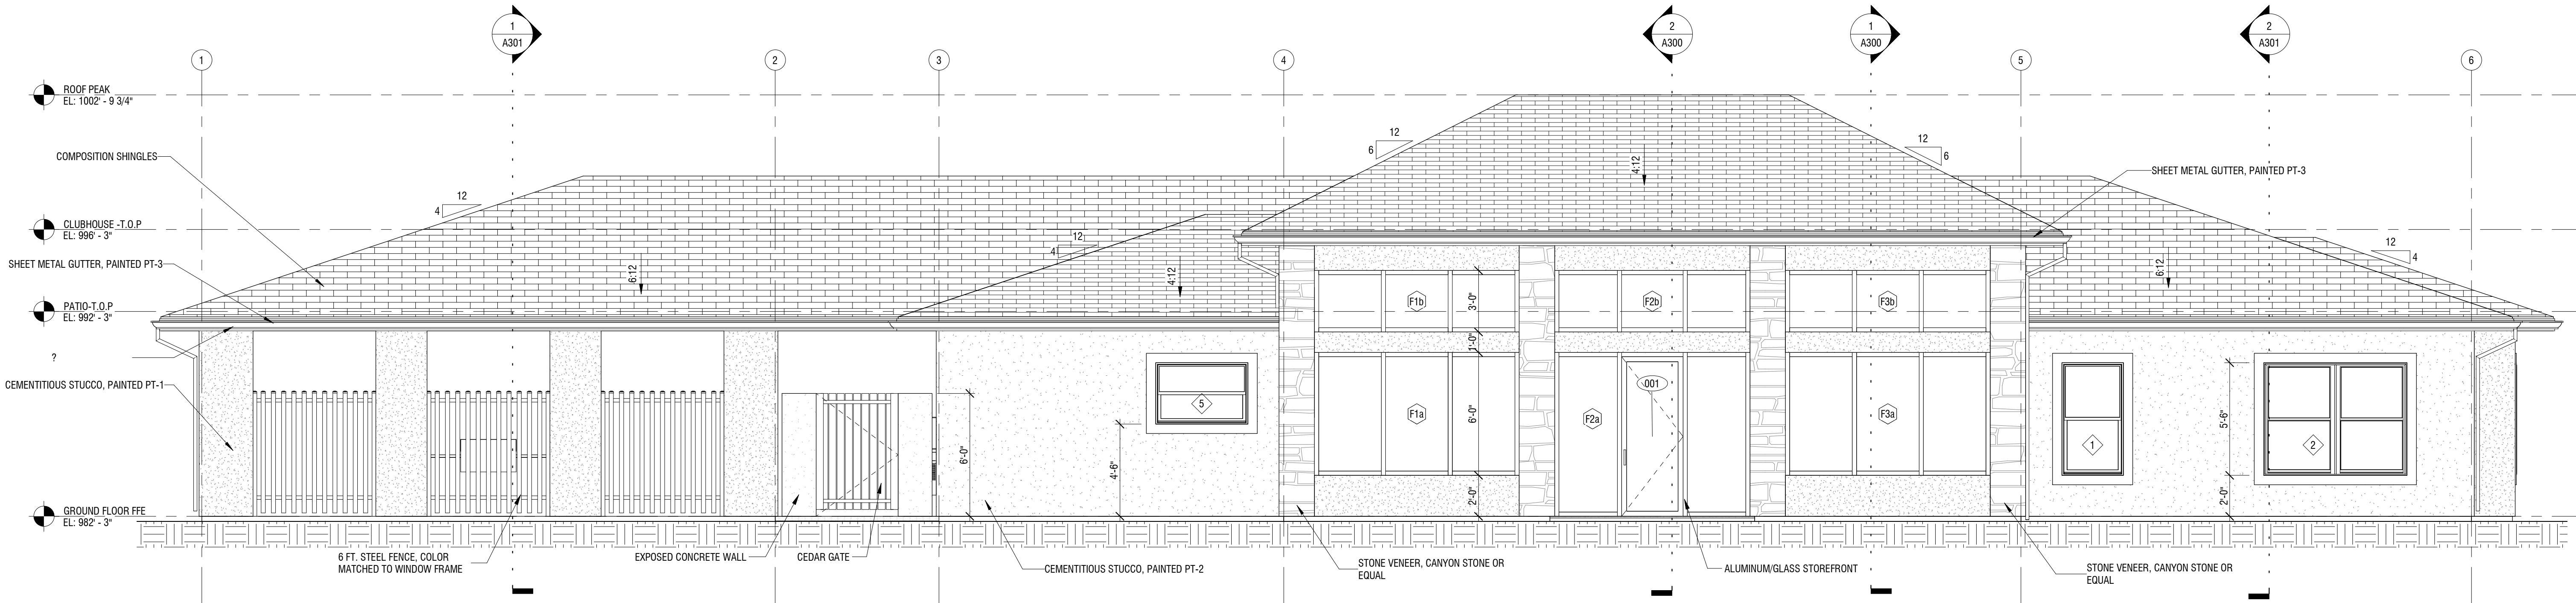 1
A301
2
A300
1
A300
2
A301
1
2
3
4
5
6
ROOF PEAK
EL: 1002' - 9 3/4"
COMPOSITION SHINGLES
12
4
12
6
4:12
12
6
SHEET METAL GUTTER, PAINTED PT-3
CLUBHOUSE -T.O.P
EL: 996' - 3"
12
4
12
4
SHEET METAL GUTTER, PAINTED PT-3
6:12
4:12
6:12
PATIO-T.O.P
EL: 992' - 3"
F1b
3'-0"
F2b
F3b
1'-0"
?
CEMENTITIOUS STUCCO, PAINTED PT-1
5
001
F1a
6'-0"
F2a
F3a
5'-6"
1
2
6'-0"
4'-6"
2'-0"
2'-0"
GROUND FLOOR FFE
EL: 982' - 3"
6 FT. STEEL FENCE, COLOR
MATCHED TO WINDOW FRAME
EXPOSED CONCRETE WALL
CEDAR GATE
CEMENTITIOUS STUCCO, PAINTED PT-2
STONE VENEER, CANYON STONE OR
EQUAL
ALUMINUM/GLASS STOREFRONT
STONE VENEER, CANYON STONE OR
EQUAL